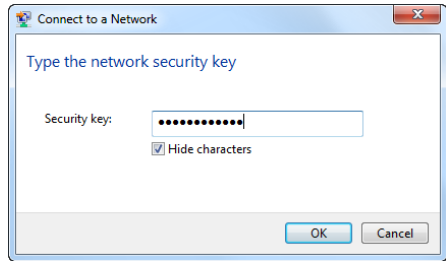 Connect to a Network
Type the network security key
Security key: ●●●●●●●●●●●●
Hide characters
OK Cancel